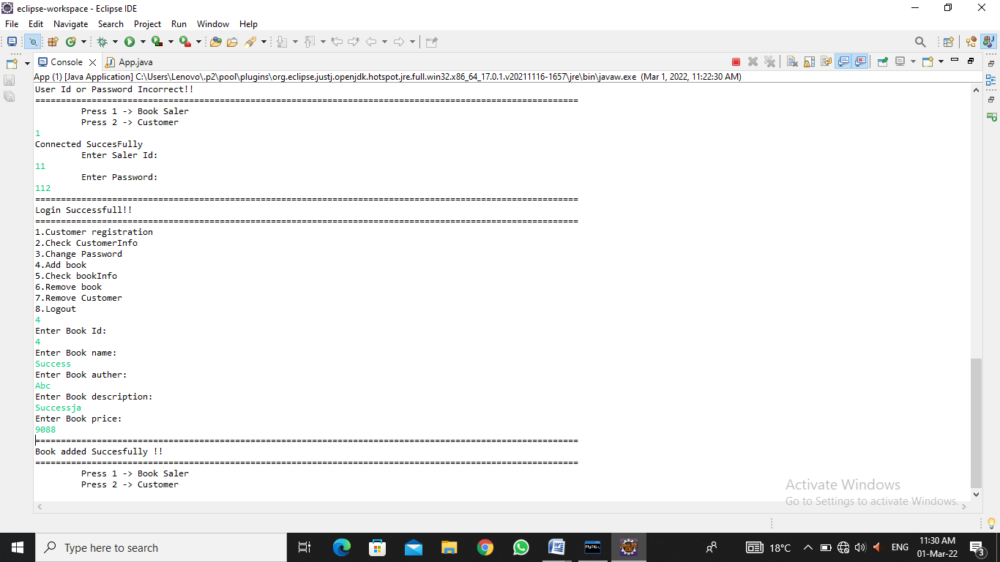 eclipse-workspace - Eclipse IDE
File Edit Navigate Search Project Run Window Help
Console App.java
App (1) [Java Application] C:\Users\Lenovo\.p2\pool\plugins\org.eclipse.justj.openjdk.hotspot.jre.full.win32.x86_64_17.0.1.v20211116-1657\jre\bin\javaw.exe (Mar 1, 2022, 11:22:30 AM)
User Id or Password Incorrect!!
==========================================================================================================
Press 1 -> Book Saler
Press 2 -> Customer
1
Connected SuccesFully
Enter Saler Id:
11
Enter Password:
112
==========================================================================================================
Login Successfull!!
==========================================================================================================
1.Customer registration
2.Check CustomerInfo
3.Change Password
4.Add book
5.Check bookInfo
6.Remove book
7.Remove Customer
8.Logout
4
Enter Book Id:
4
Enter Book name:
Success
Enter Book auther:
Abc
Enter Book description:
Successja
Enter Book price:
9088
==========================================================================================================
Book added Succesfully !!
==========================================================================================================
Press 1 -> Book Saler
Press 2 -> Customer
Activate Windows
Go to Settings to activate Windows.
Type here to search
18°C
ENG
11:30 AM
01-Mar-22
3